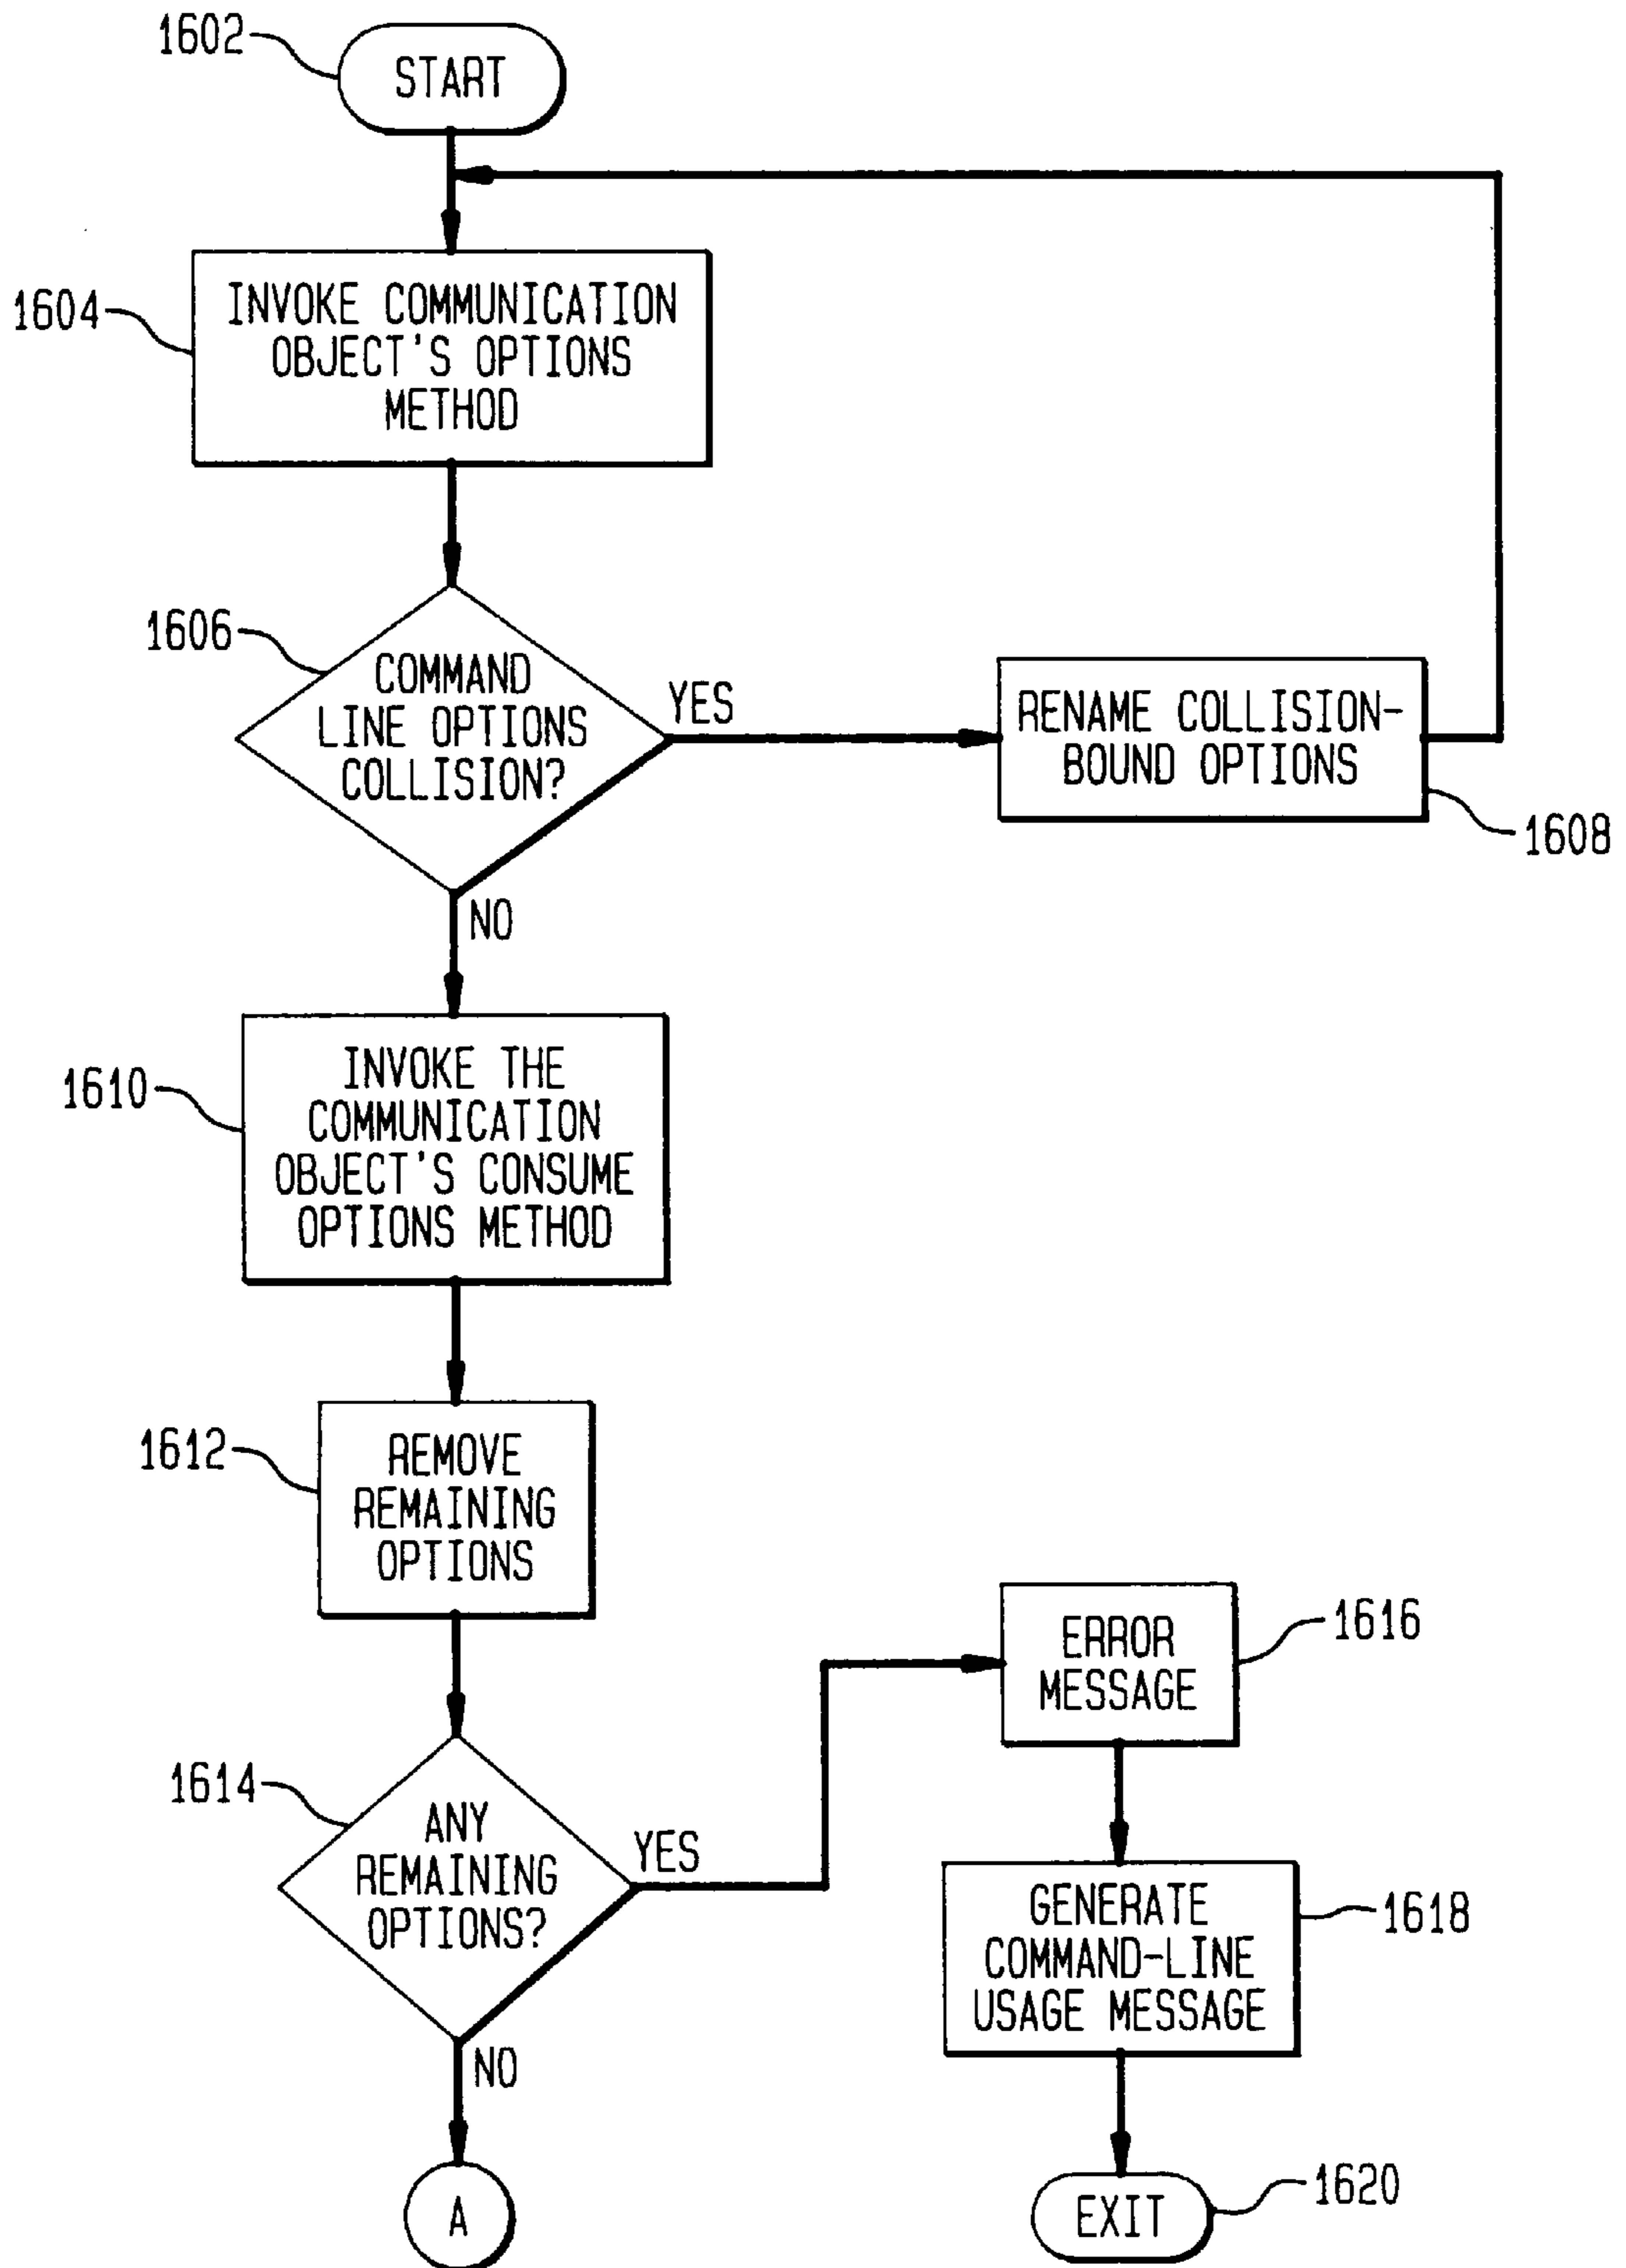 1602
START
1604
INVOKE COMMUNICATION
OBJECT'S OPTIONS
METHOD
1606
COMMAND
LINE OPTIONS
COLLISION?
YES
RENAME COLLISION-
BOUND OPTIONS
1608
NO
1610
INVOKE THE
COMMUNICATION
OBJECT'S CONSUME
OPTIONS METHOD
1612
REMOVE
REMAINING
OPTIONS
1614
ANY
REMAINING
OPTIONS?
YES
ERROR
MESSAGE
1616
GENERATE
COMMAND-LINE
USAGE MESSAGE
1618
NO
A
EXIT
1620